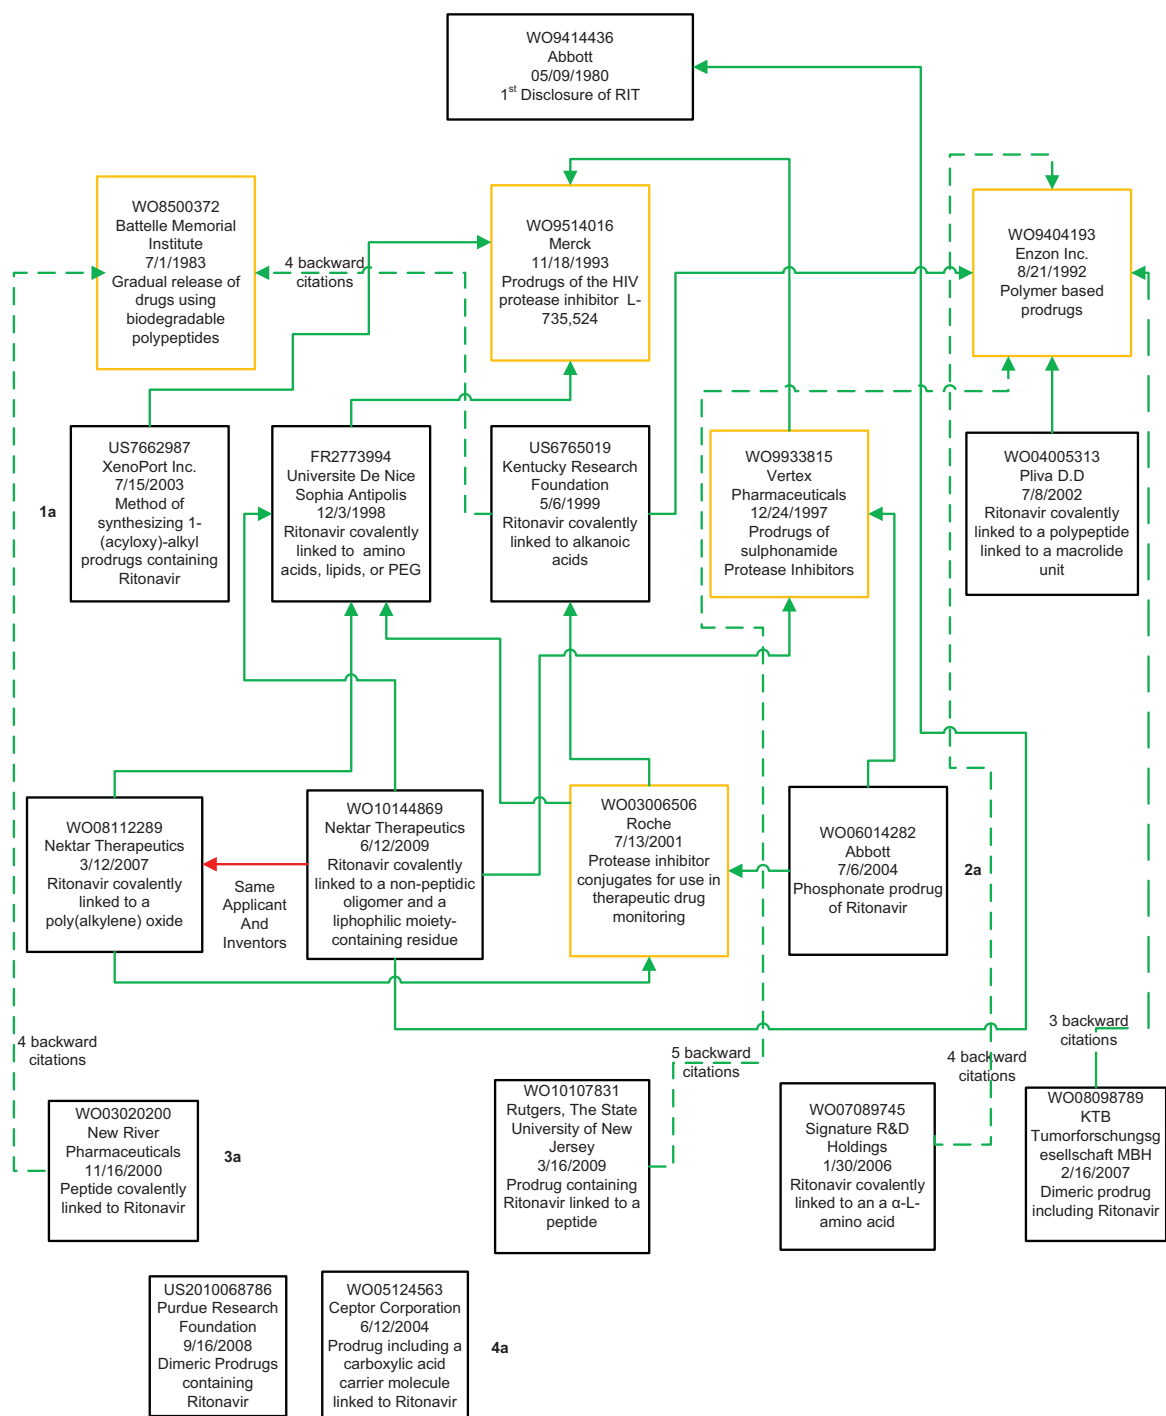 WO9414436
Abbott
05/09/1980
1st Disclosure of RIT
WO8500372
Battelle Memorial
Institute
7/1/1983
Gradual release of
drugs using
biodegradable
polypeptides
4 backward
citations
WO9514016
Merck
11/18/1993
Prodrugs of the HIV
protease inhibitor L-
735,524
WO9404193
Enzon Inc.
8/21/1992
Polymer based
prodrugs
1a
US7662987
XenoPort Inc.
7/15/2003
Method of
synthesizing 1-
(acyloxy)-alkyl
prodrugs containing
Ritonavir
FR2773994
Universite De Nice
Sophia Antipolis
12/3/1998
Ritonavir covalently
linked to amino
acids, lipids, or PEG
US6765019
Kentucky Research
Foundation
5/6/1999
Ritonavir covalently
linked to alkanoic
acids
WO9933815
Vertex
Pharmaceuticals
12/24/1997
Prodrugs of
sulphonamide
Protease Inhibitors
WO04005313
Pliva D.D
7/8/2002
Ritonavir covalently
linked to a polypeptide
linked to a macrolide
unit
WO08112289
Nektar Therapeutics
3/12/2007
Ritonavir covalently
linked to a
poly(alkylene) oxide
Same
Applicant
And
Inventors
WO10144869
Nektar Therapeutics
6/12/2009
Ritonavir covalently
linked to a non-peptidic
oligomer and a
liphophilic moiety-
containing residue
WO03006506
Roche
7/13/2001
Protease inhibitor
conjugates for use in
therapeutic drug
monitoring
WO06014282
Abbott
7/6/2004
Phosphonate prodrug
of Ritonavir
2a
4 backward
citations
5 backward
citations
4 backward
citations
3 backward
citations
WO03020200
New River
Pharmaceuticals
11/16/2000
Peptide covalently
linked to Ritonavir
3a
WO10107831
Rutgers, The State
University of New
Jersey
3/16/2009
Prodrug containing
Ritonavir linked to a
peptide
WO07089745
Signature R&D
Holdings
1/30/2006
Ritonavir covalently
linked to an a α-L-
amino acid
WO08098789
KTB
Tumorforschungsg
esellschaft MBH
2/16/2007
Dimeric prodrug
including Ritonavir
US2010068786
Purdue Research
Foundation
9/16/2008
Dimeric Prodrugs
containing
Ritonavir
WO05124563
Ceptor Corporation
6/12/2004
Prodrug including a
carboxylic acid
carrier molecule
linked to Ritonavir
4a